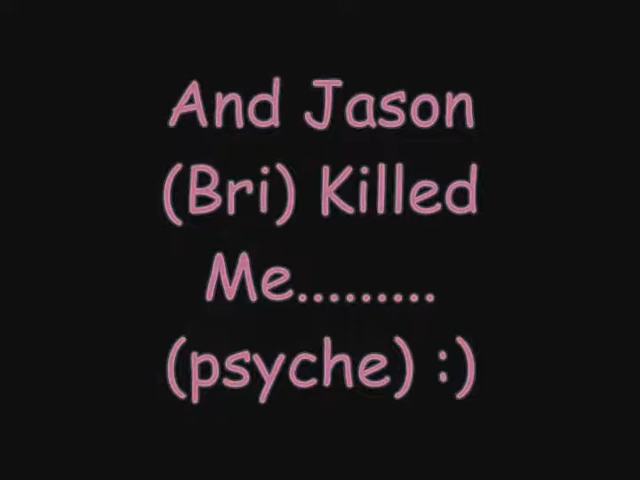 And Jason
(Bri) Killed
Me.........
(psyche) :)